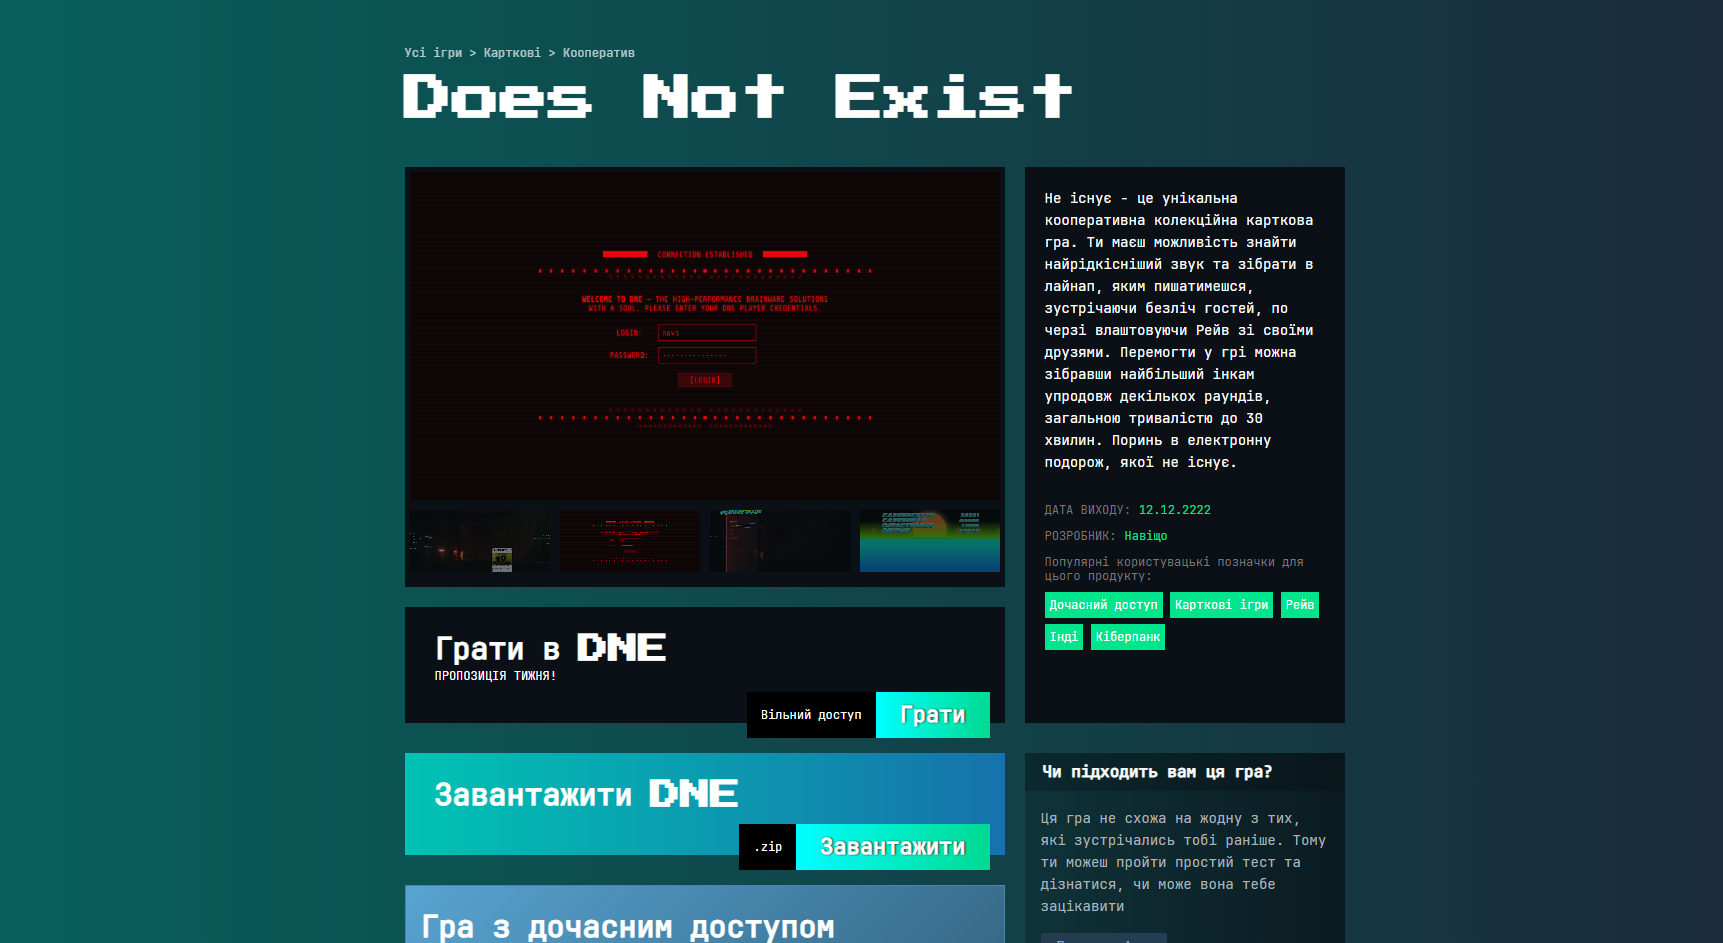 Усі ігри > Карткові > Кооператив
Does Not Exist
CONNECTION ESTABLISHED
WELCOME TO DNE – THE HIGH-PERFORMANCE BRAINWARE SOLUTIONS
WITH A SOUL. PLEASE ENTER YOUR DNE PLAYER CREDENTIALS.
LOGIN: navi
PASSWORD: ···············
[LOGIN]
Не існує - це унікальна
кооперативна колекційна карткова
гра. Ти маєш можливість знайти
найрідкісніший звук та зібрати в
лайнап, яким пишатимешся,
зустрічаючи безліч гостей, по
черзі влаштовуючи Рейв зі своїми
друзями. Перемогти у грі можна
зібравши найбільший інкам
упродовж декількох раундів,
загальною тривалістю до 30
хвилин. Поринь в електронну
подорож, якої не існує.
ДАТА ВИХОДУ: 12.12.2222
РОЗРОБНИК: Навіщо
Популярні користувацькі позначки для
цього продукту:
Дочасний доступ Карткові ігри Рейв
Інді Кіберпанк
Грати в DNE
ПРОПОЗИЦІЯ ТИЖНЯ!
Вільний доступ Грати
Завантажити DNE
.zip Завантажити
Гра з дочасним доступом
Чи підходить вам ця гра?
Ця гра не схожа на жодну з тих,
які зустрічались тобі раніше. Тому
ти можеш пройти простий тест та
дізнатися, чи може вона тебе
зацікавити